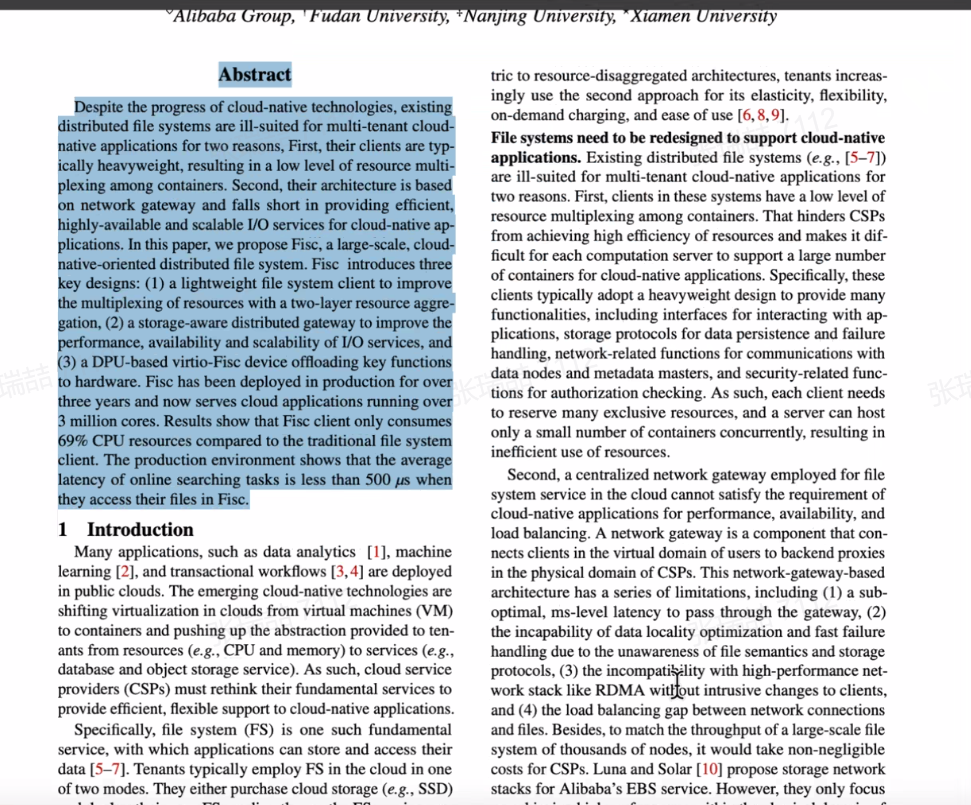 ♡Alibaba Group, †Fudan University, ‡Nanjing University, *Xiamen University
Abstract
Despite the progress of cloud-native technologies, existing
distributed file systems are ill-suited for multi-tenant cloud-
native applications for two reasons, First, their clients are typ-
ically heavyweight, resulting in a low level of resource multi-
plexing among containers. Second, their architecture is based
on network gateway and falls short in providing efficient,
highly-available and scalable I/O services for cloud-native ap-
plications. In this paper, we propose Fisc, a large-scale, cloud-
native-oriented distributed file system. Fisc introduces three
key designs: (1) a lightweight file system client to improve
the multiplexing of resources with a two-layer resource aggre-
gation, (2) a storage-aware distributed gateway to improve the
performance, availability and scalability of I/O services, and
(3) a DPU-based virtio-Fisc device offloading key functions
to hardware. Fisc has been deployed in production for over
three years and now serves cloud applications running over
3 million cores. Results show that Fisc client only consumes
69% CPU resources compared to the traditional file system
client. The production environment shows that the average
latency of online searching tasks is less than 500 μs when
they access their files in Fisc.
1 Introduction
Many applications, such as data analytics [1], machine
learning [2], and transactional workflows [3,4] are deployed
in public clouds. The emerging cloud-native technologies are
shifting virtualization in clouds from virtual machines (VM)
to containers and pushing up the abstraction provided to ten-
ants from resources (e.g., CPU and memory) to services (e.g.,
database and object storage service). As such, cloud service
providers (CSPs) must rethink their fundamental services to
provide efficient, flexible support to cloud-native applications.
Specifically, file system (FS) is one such fundamental
service, with which applications can store and access their
data [5–7]. Tenants typically employ FS in the cloud in one
of two modes. They either purchase cloud storage (e.g., SSD)
tric to resource-disaggregated architectures, tenants increas-
ingly use the second approach for its elasticity, flexibility,
on-demand charging, and ease of use [6,8,9].
File systems need to be redesigned to support cloud-native
applications. Existing distributed file systems (e.g., [5–7])
are ill-suited for multi-tenant cloud-native applications for
two reasons. First, clients in these systems have a low level of
resource multiplexing among containers. That hinders CSPs
from achieving high efficiency of resources and makes it dif-
ficult for each computation server to support a large number
of containers for cloud-native applications. Specifically, these
clients typically adopt a heavyweight design to provide many
functionalities, including interfaces for interacting with ap-
plications, storage protocols for data persistence and failure
handling, network-related functions for communications with
data nodes and metadata masters, and security-related func-
tions for authorization checking. As such, each client needs
to reserve many exclusive resources, and a server can host
only a small number of containers concurrently, resulting in
inefficient use of resources.
Second, a centralized network gateway employed for file
system service in the cloud cannot satisfy the requirement of
cloud-native applications for performance, availability, and
load balancing. A network gateway is a component that con-
nects clients in the virtual domain of users to backend proxies
in the physical domain of CSPs. This network-gateway-based
architecture has a series of limitations, including (1) a sub-
optimal, ms-level latency to pass through the gateway, (2)
the incapability of data locality optimization and fast failure
handling due to the unawareness of file semantics and storage
protocols, (3) the incompatibility with high-performance net-
work stack like RDMA without intrusive changes to clients,
and (4) the load balancing gap between network connections
and files. Besides, to match the throughput of a large-scale file
system of thousands of nodes, it would take non-negligible
costs for CSPs. Luna and Solar [10] propose storage network
stacks for Alibaba's EBS service. However, they only focus